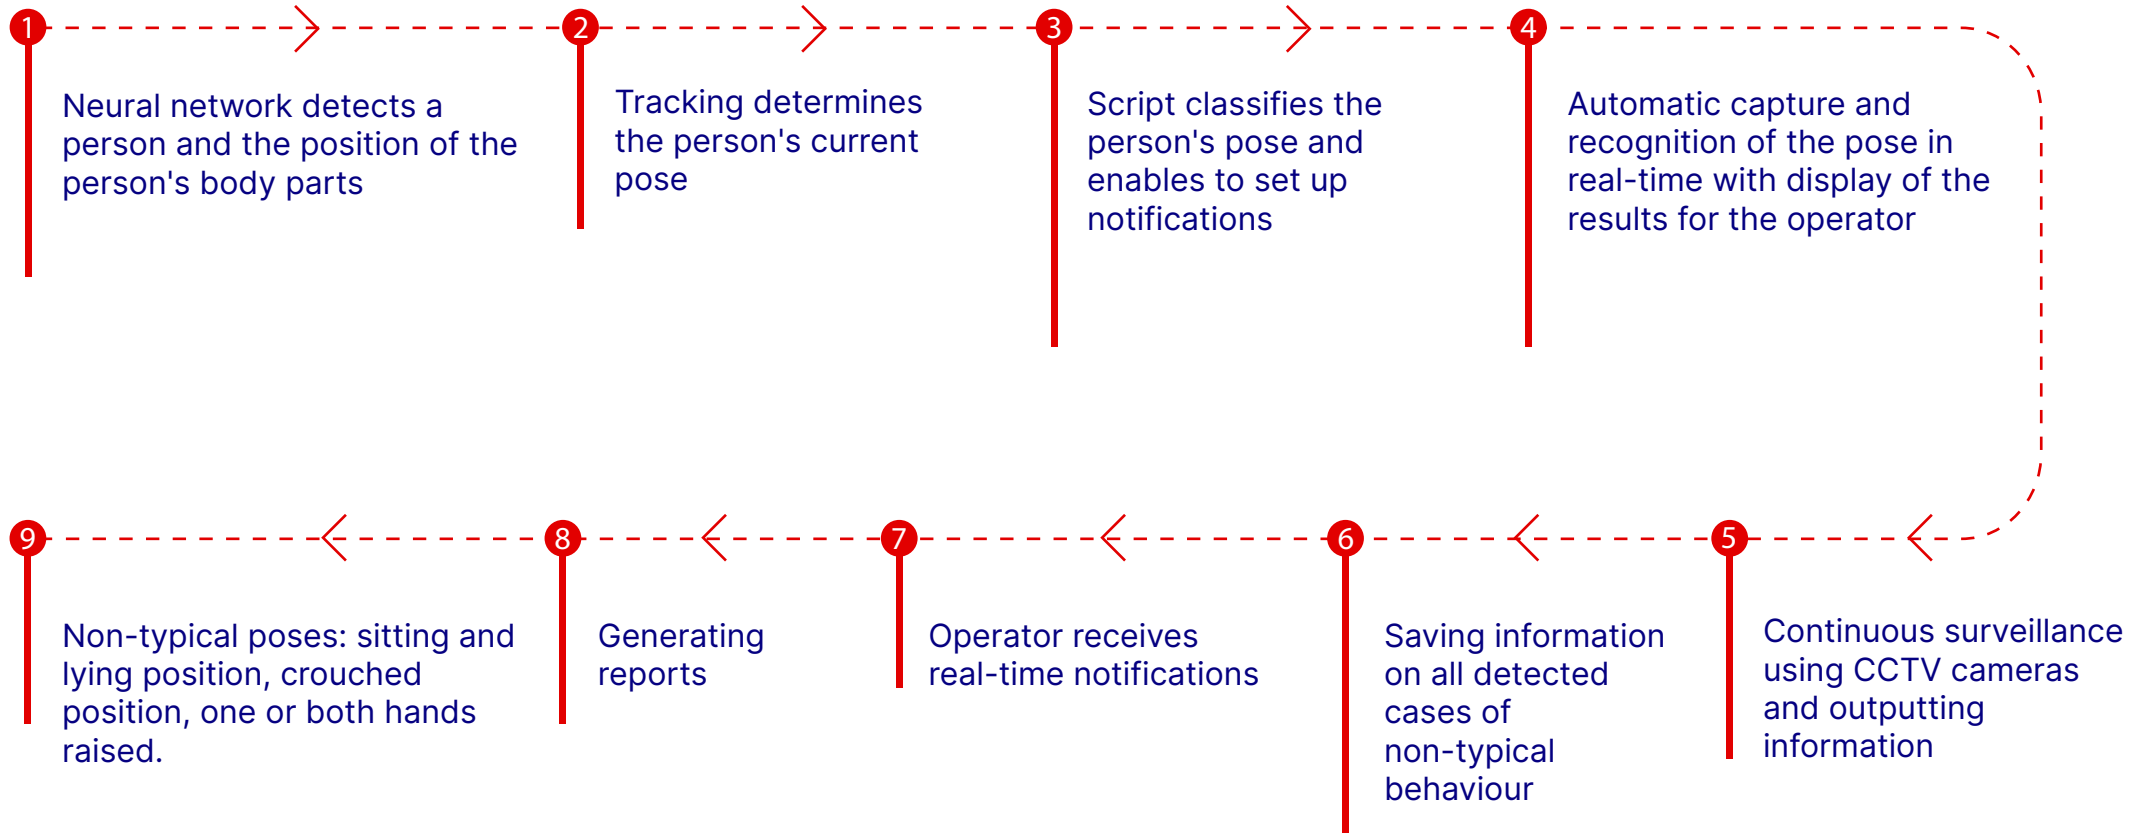 1
Neural network detects a
person and the position of the
person's body parts
2
Tracking determines
the person's current
pose
3
Script classifies the
person's pose and
enables to set up
notifications
4
Automatic capture and
recognition of the pose in
real-time with display of the
results for the operator
5
Continuous surveillance
using CCTV cameras
and outputting
information
6
Saving information
on all detected
cases of
non-typical
behaviour
7
Operator receives
real-time notifications
8
Generating
reports
9
Non-typical poses: sitting and
lying position, crouched
position, one or both hands
raised.